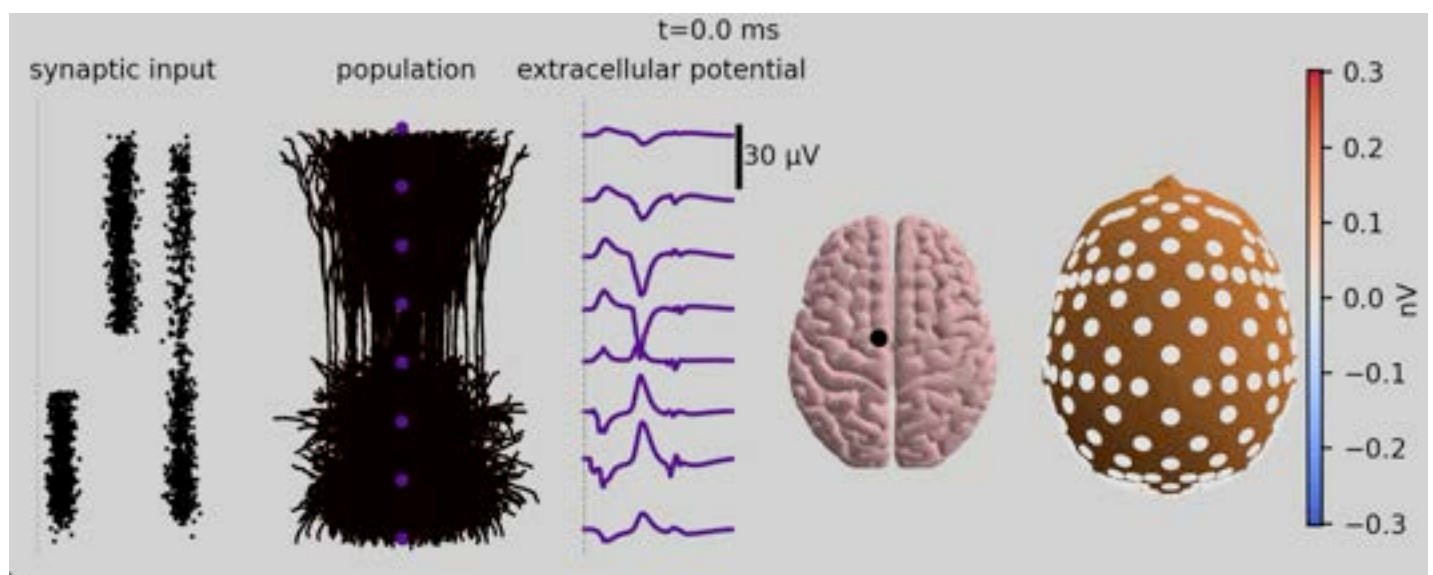 t=0.0 ms
synaptic input
population
extracellular potential
30 µV
0.3
0.2
0.1
0.0
−0.1
−0.2
−0.3
nV